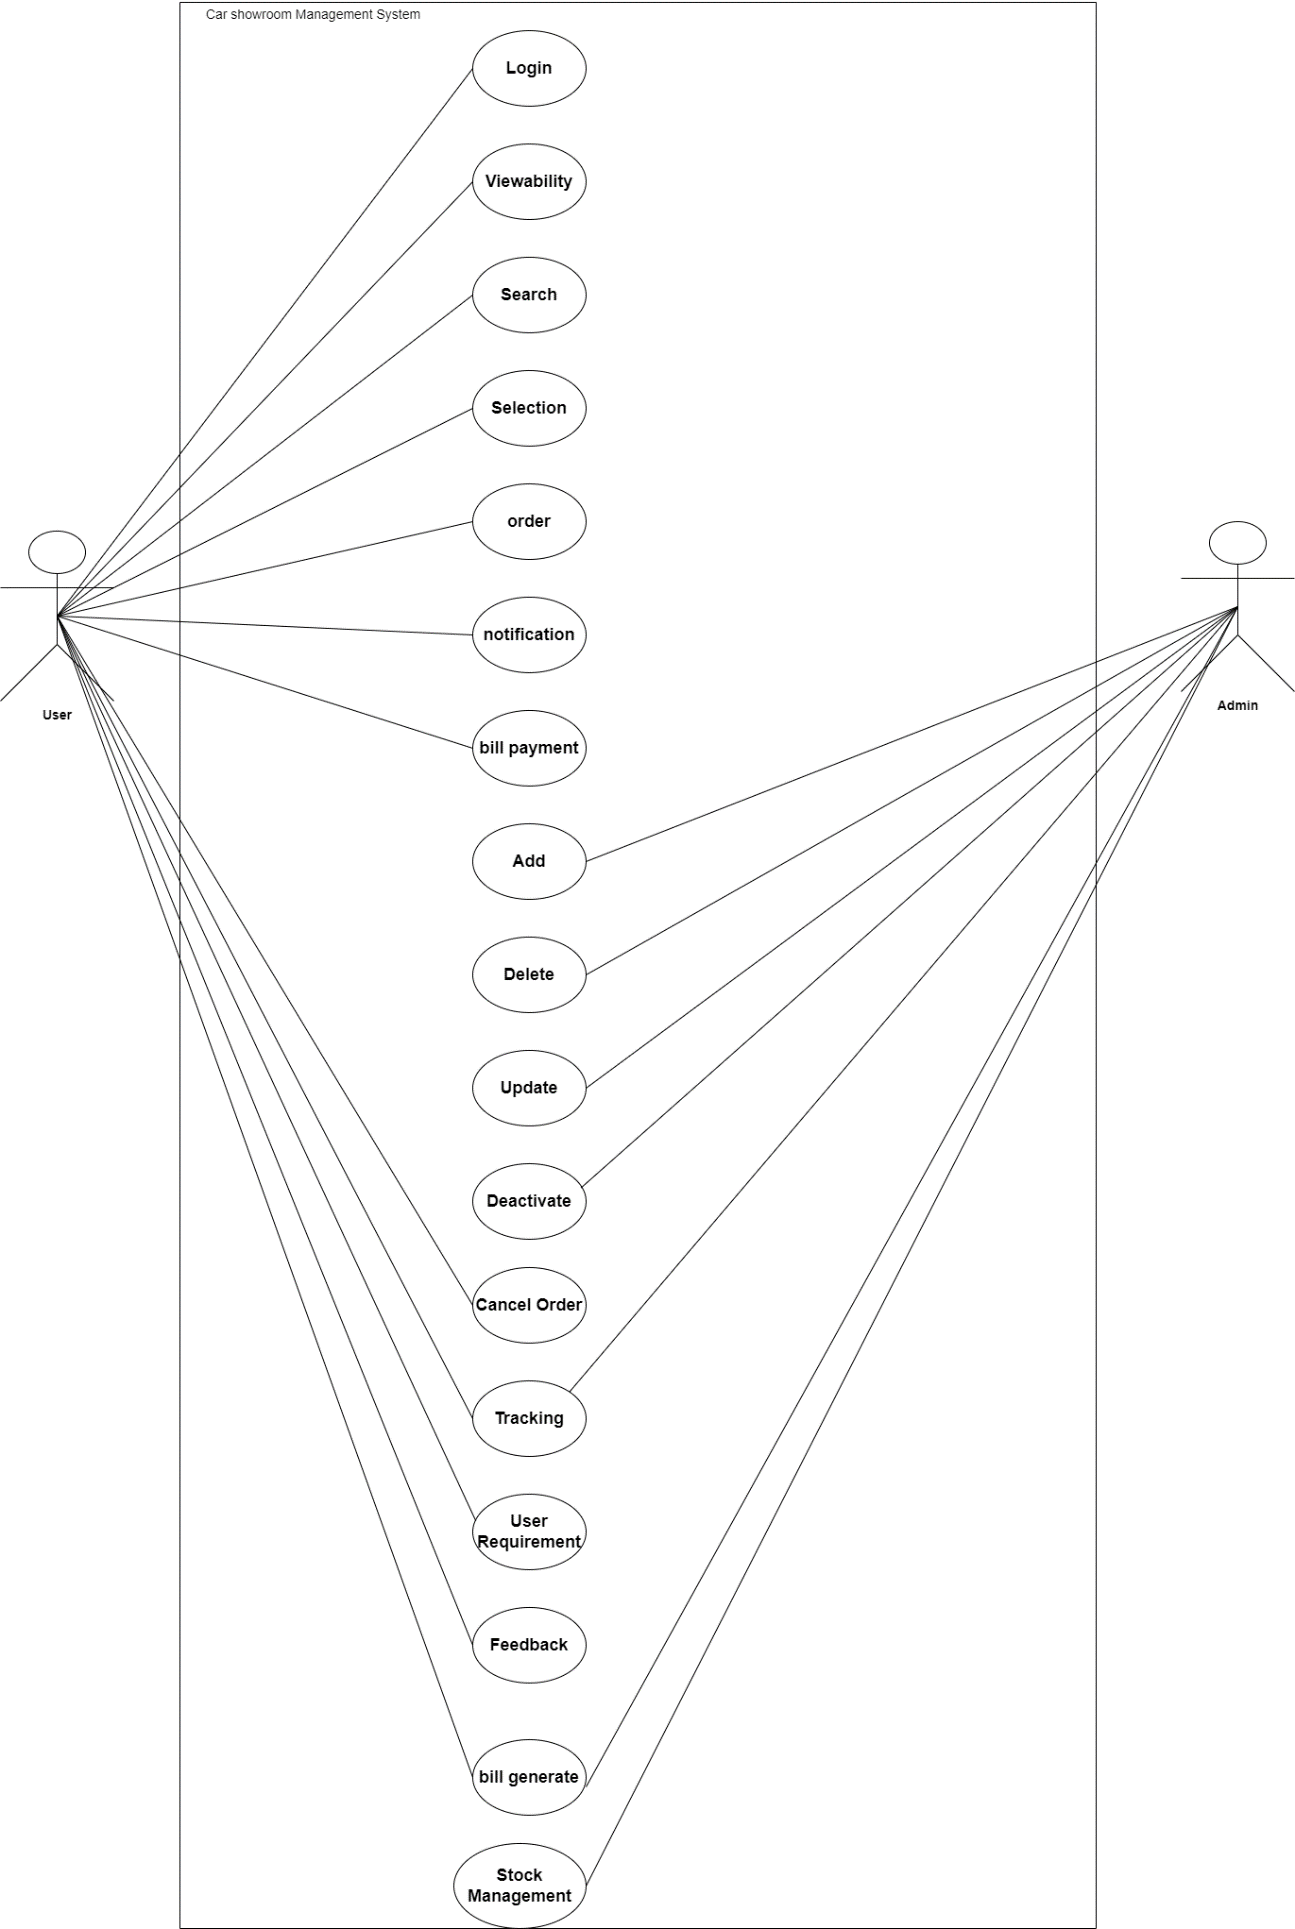 Car showroom Management System
Login
Viewability
Search
Selection
order
notification
bill payment
User
Admin
Add
Delete
Update
Deactivate
Cancel Order
Tracking
User
Requirement
Feedback
bill generate
Stock
Management